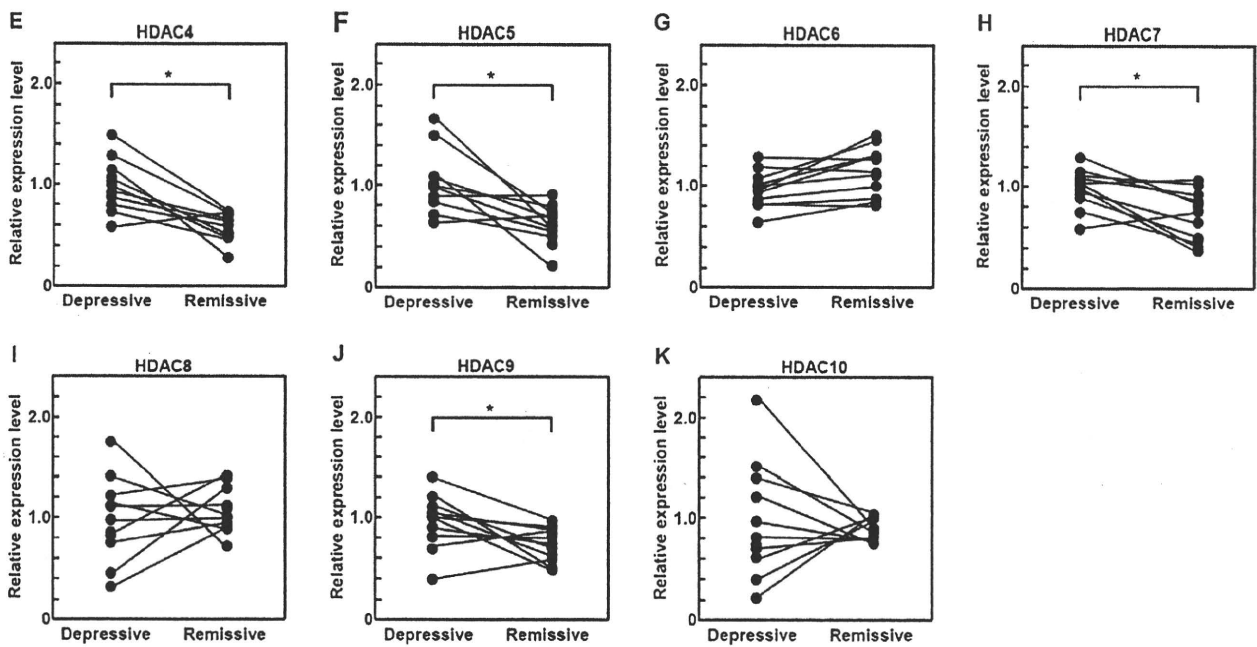 E
HDAC4
Relative expression level
2.0
*
1.0
0
Depressive Remissive
F
HDAC5
Relative expression level
2.0
*
1.0
0
Depressive Remissive
G
HDAC6
Relative expression level
2.0
1.0
0
Depressive Remissive
H
HDAC7
Relative expression level
2.0
*
1.0
0
Depressive Remissive
I
HDAC8
Relative expression level
2.0
1.0
0
Depressive Remissive
J
HDAC9
Relative expression level
2.0
*
1.0
0
Depressive Remissive
K
HDAC10
Relative expression level
2.0
1.0
0
Depressive Remissive